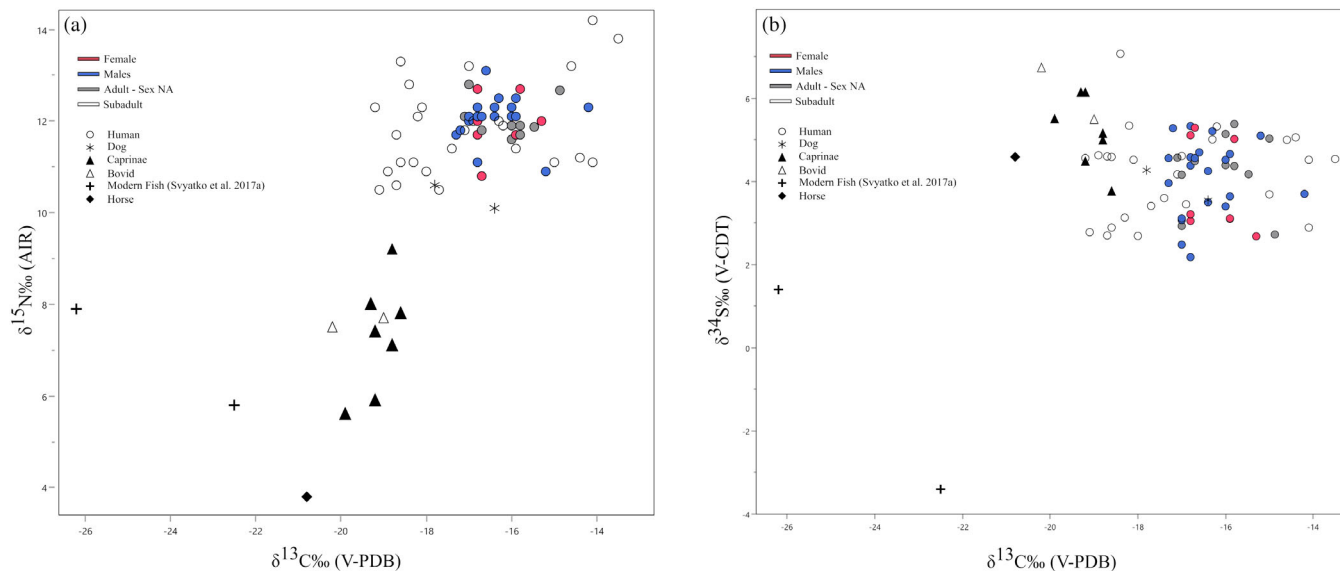 (a)
Female
Males
Adult - Sex NA
Subadult
Human
Dog
Caprinae
Bovid
Modern Fish (Svyatko et al. 2017a)
Horse
14
12
10
8
6
4
δ15N‰ (AIR)
-26
-24
-22
-20
-18
-16
-14
δ13C‰ (V-PDB)
(b)
Female
Males
Adult - Sex NA
Subadult
Human
Dog
Caprinae
Bovid
Modern Fish (Svyatko et al. 2017a)
Horse
6
4
2
0
-2
-4
δ34S‰ (V-CDT)
-26
-24
-22
-20
-18
-16
-14
δ13C‰ (V-PDB)